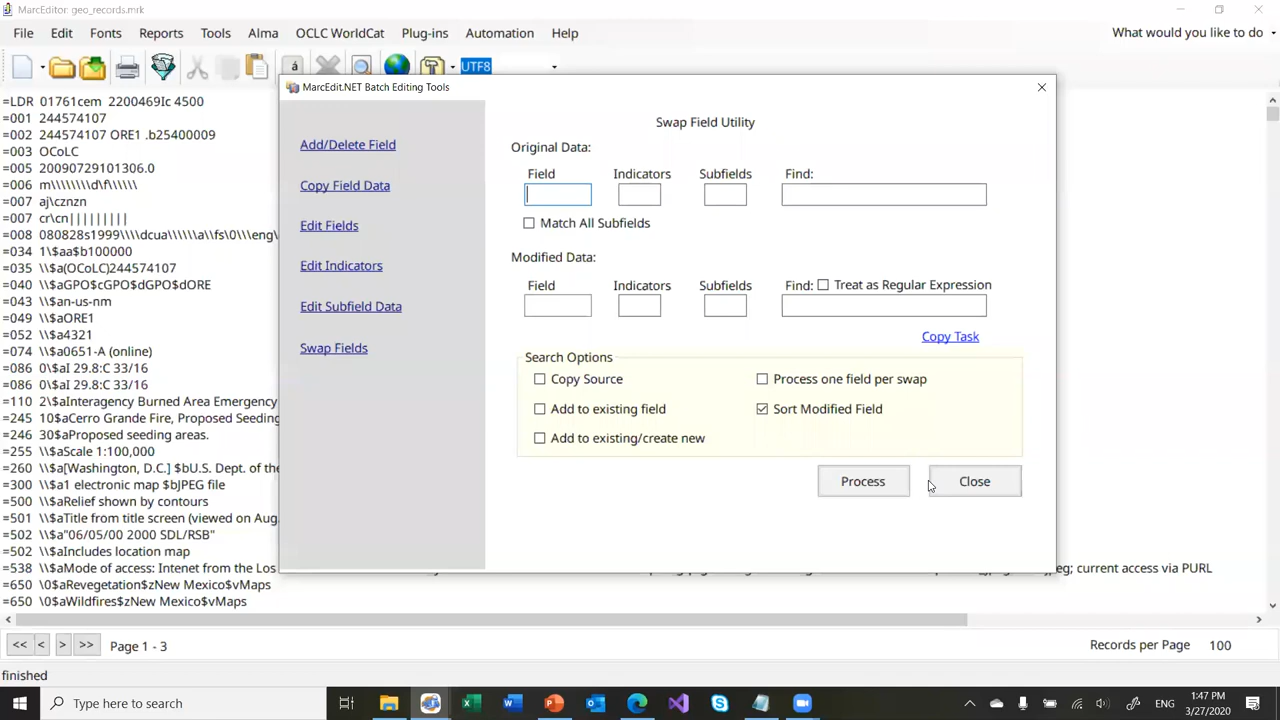 MarcEditor: geo_records.mrk
File Edit Fonts Reports Tools Alma OCLC WorldCat Plug-ins Automation Help What would you like to do
á UTF8
=LDR 01761cem 2200469Ic 4500
=001 244574107
=002 244574107 ORE1 .b25400009
=003 OCoLC
=005 20090729101306.0
=006 m\\\\\\\\d\f\\\\\\
=007 aj\cznzn
=007 cr\cn|||||||||
=008 080828s1999\\\\dcua\\\\\\a\\fs\0\\\eng\
=034 1\$aa$b100000
=035 \\$a(OCoLC)244574107
=040 \\$aGPO$cGPO$dGPO$dORE
=043 \\$an-us-nm
=049 \\$aORE1
=052 \\$a4321
=074 \\$a0651-A (online)
=086 0\$aI 29.8:C 33/16
=086 0\$aI 29.8:C 33/16
=110 2\$aInteragency Burned Area Emergency
=245 10$aCerro Grande Fire, Proposed Seeding
=246 30$aProposed seeding areas.
=255 \\$aScale 1:100,000
=260 \\$a[Washington, D.C.] $bU.S. Dept. of the
=300 \\$a1 electronic map $bJPEG file
=500 \\$aRelief shown by contours
=501 \\$aTitle from title screen (viewed on Aug.
=502 \\$a"06/05/00 2000 SDL/RSB"
=502 \\$aIncludes location map
=538 \\$aMode of access: Intenet from the Los current access via PURL
=650 \0$aRevegetation$zNew Mexico$vMaps
=650 \0$aWildfires$zNew Mexico$vMaps
MarcEdit.NET Batch Editing Tools
Add/Delete Field
Copy Field Data
Edit Fields
Edit Indicators
Edit Subfield Data
Swap Fields
Swap Field Utility
Original Data:
Field Indicators Subfields Find:
Match All Subfields
Modified Data:
Field Indicators Subfields Find: Treat as Regular Expression
Copy Task
Search Options
Copy Source Process one field per swap
Add to existing field Sort Modified Field
Add to existing/create new
Process Close
<< < > >> Page 1 - 3 Records per Page 100
finished
Type here to search
ENG 1:47 PM
3/27/2020